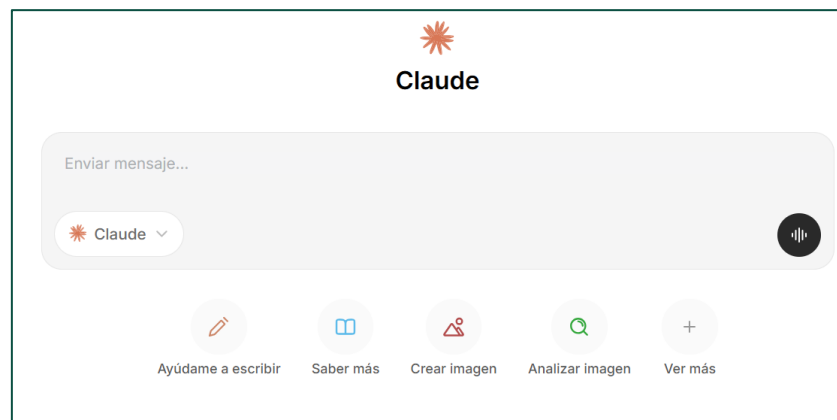 Claude
Enviar mensaje...
Claude
Ayúdame a escribir
Saber más
Crear imagen
Analizar imagen
Ver más